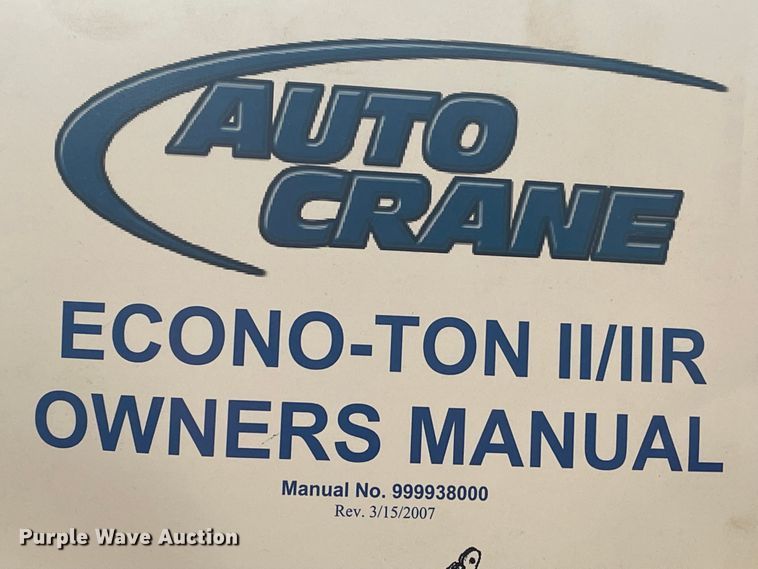 AUTO
CRANE
ECONO-TON II/IIR
OWNERS MANUAL
Manual No. 999938000
Rev. 3/15/2007
Purple Wave Auction